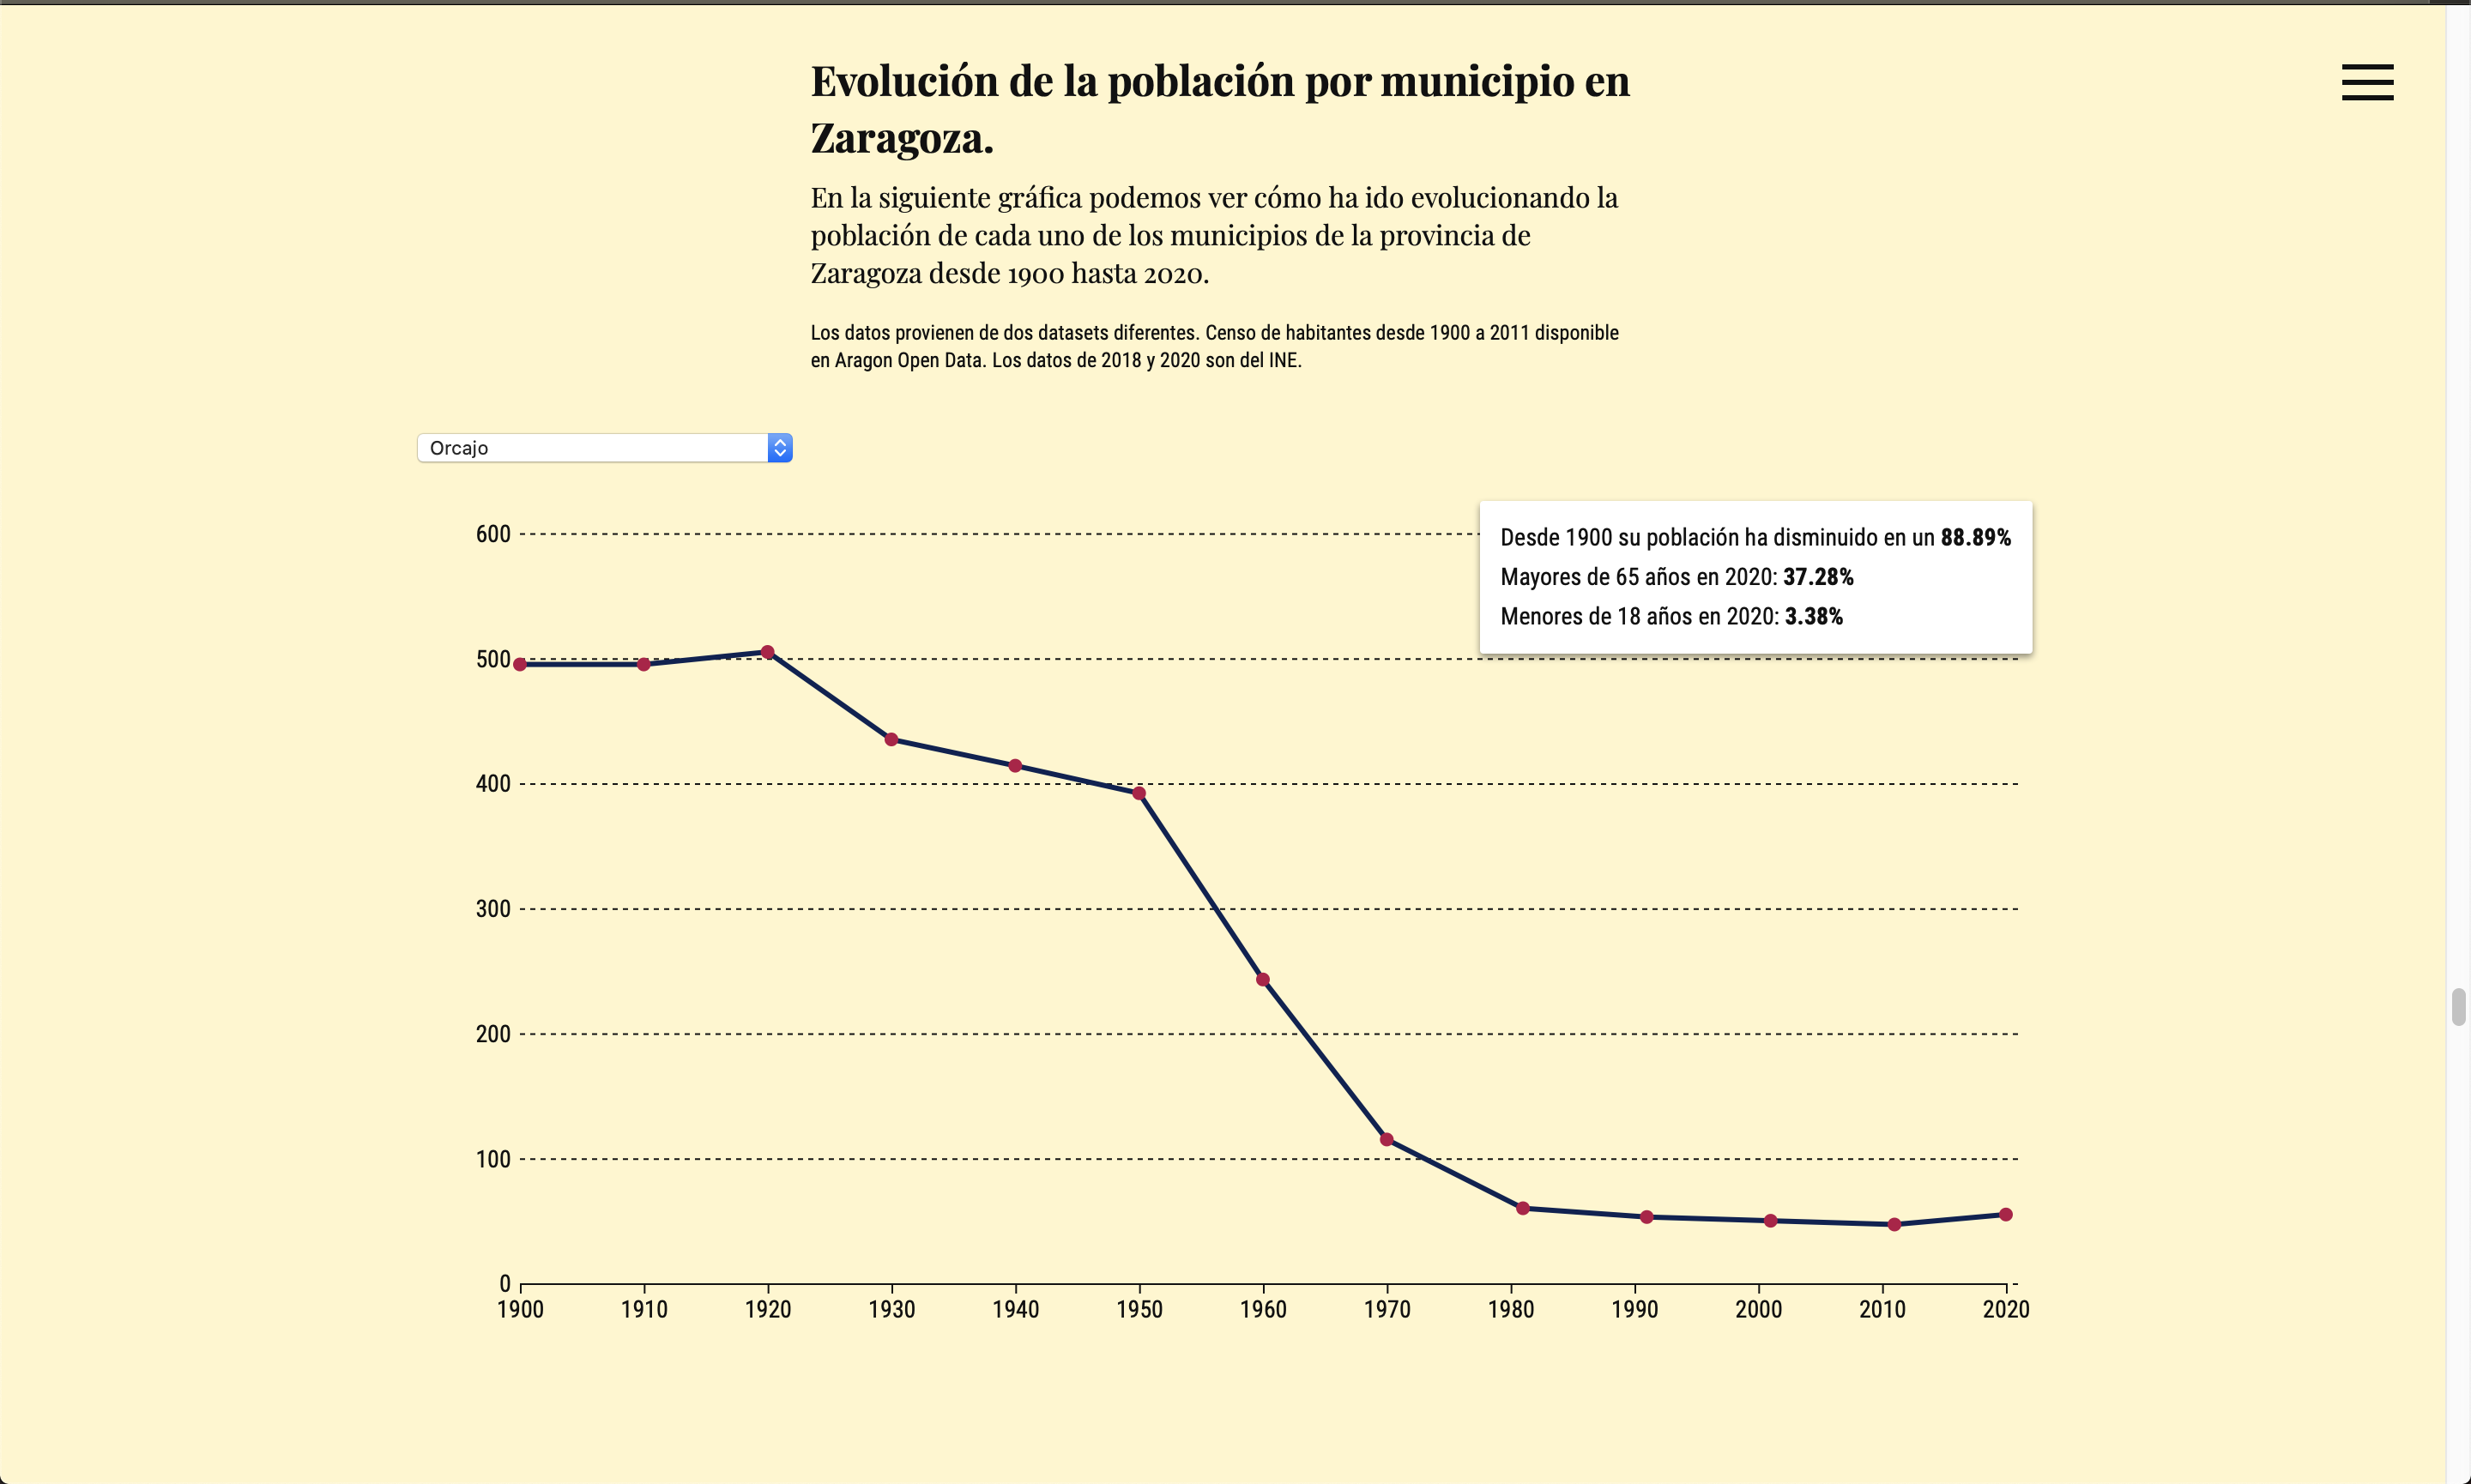 Evolución de la población por municipio en
Zaragoza.
En la siguiente gráfica podemos ver cómo ha ido evolucionando la
población de cada uno de los municipios de la provincia de
Zaragoza desde 1900 hasta 2020.
Los datos provienen de dos datasets diferentes. Censo de habitantes desde 1900 a 2011 disponible
en Aragon Open Data. Los datos de 2018 y 2020 son del INE.
Orcajo
Desde 1900 su población ha disminuido en un 88.89%
Mayores de 65 años en 2020: 37.28%
Menores de 18 años en 2020: 3.38%
600
500
400
300
200
100
0
1900 1910 1920 1930 1940 1950 1960 1970 1980 1990 2000 2010 2020